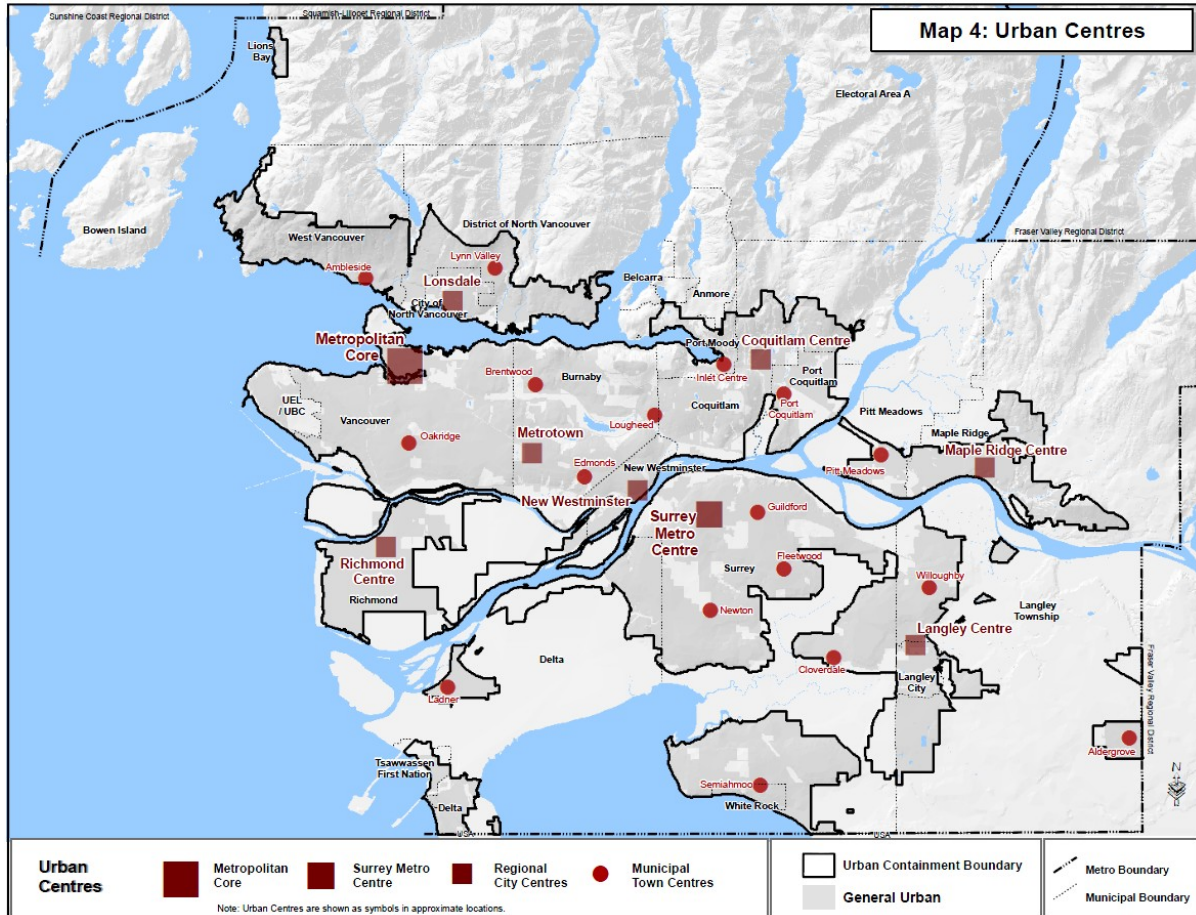 Sunshine Coast Regional District
Squamish-Lillooet Regional District
Map 4: Urban Centres
Lions
Bay
Electoral Area A
Bowen Island
District of North Vancouver
West Vancouver
Fraser Valley Regional District
Lynn Valley
Ambleside
Lonsdale
Belcarra
Anmore
City of
North Vancouver
Metropolitan
Core
Port Moody
Coquitlam Centre
Brentwood
Burnaby
Inlet Centre
Port
Coquitlam
UEL
/ UBC
Vancouver
Coquitlam
Port
Coquitlam
Pitt Meadows
Lougheed
Oakridge
Metrotown
Maple Ridge
Maple Ridge Centre
Edmonds
New Westminster
Pitt Meadows
New Westminster
Surrey
Metro
Centre
Guildford
Richmond
Centre
Fleetwood
Surrey
Willoughby
Richmond
Newton
Langley
Township
Langley Centre
Delta
Cloverdale
Langley
City
Ladner
Fraser Valley Regional District
Aldergrove
Tsawwassen
First Nation
Semiahmoo
White Rock
Delta
N
USA
USA
Urban
Centres
Metropolitan
Core
Surrey Metro
Centre
Regional
City Centres
Municipal
Town Centres
Note: Urban Centres are shown as symbols in approximate locations.
Urban Containment Boundary
General Urban
Metro Boundary
Municipal Boundary